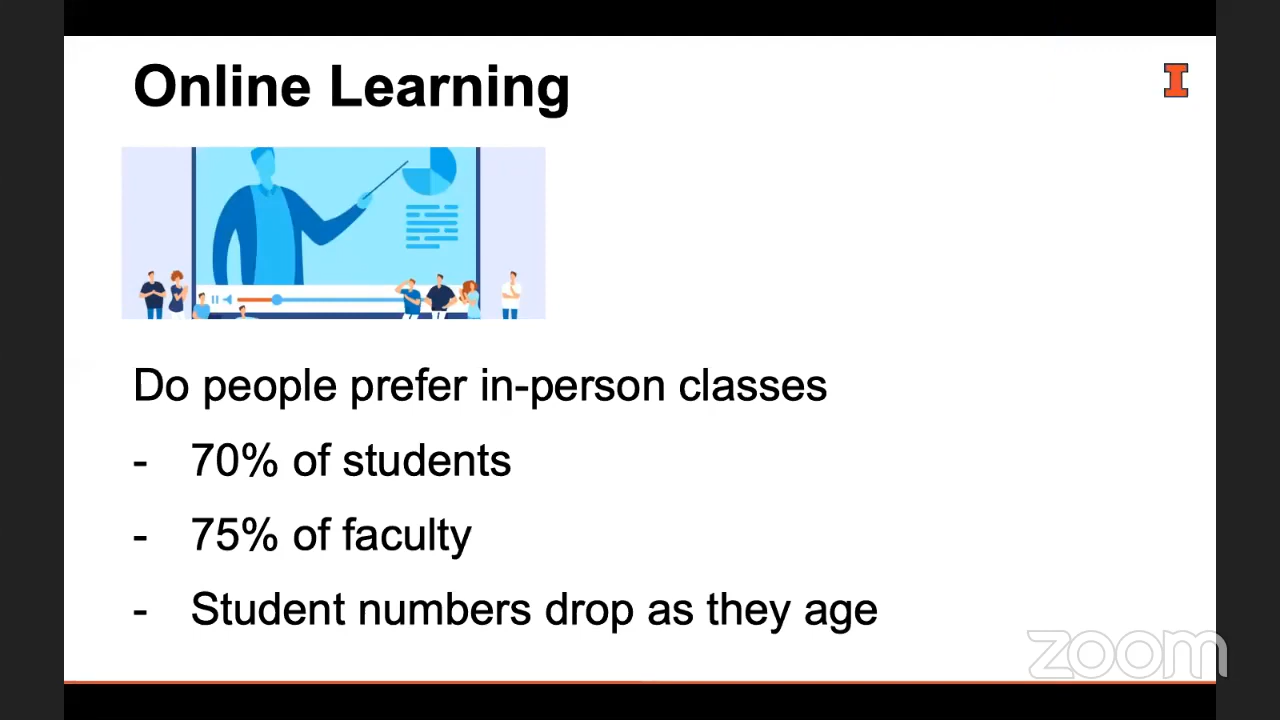 Online Learning
I
Do people prefer in-person classes
- 70% of students
- 75% of faculty
- Student numbers drop as they age
zoom